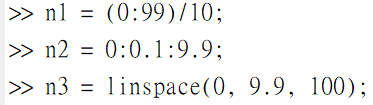 >> n1 = (0:99)/10;
>> n2 = 0:0.1:9.9;
>> n3 = linspace(0, 9.9, 100);